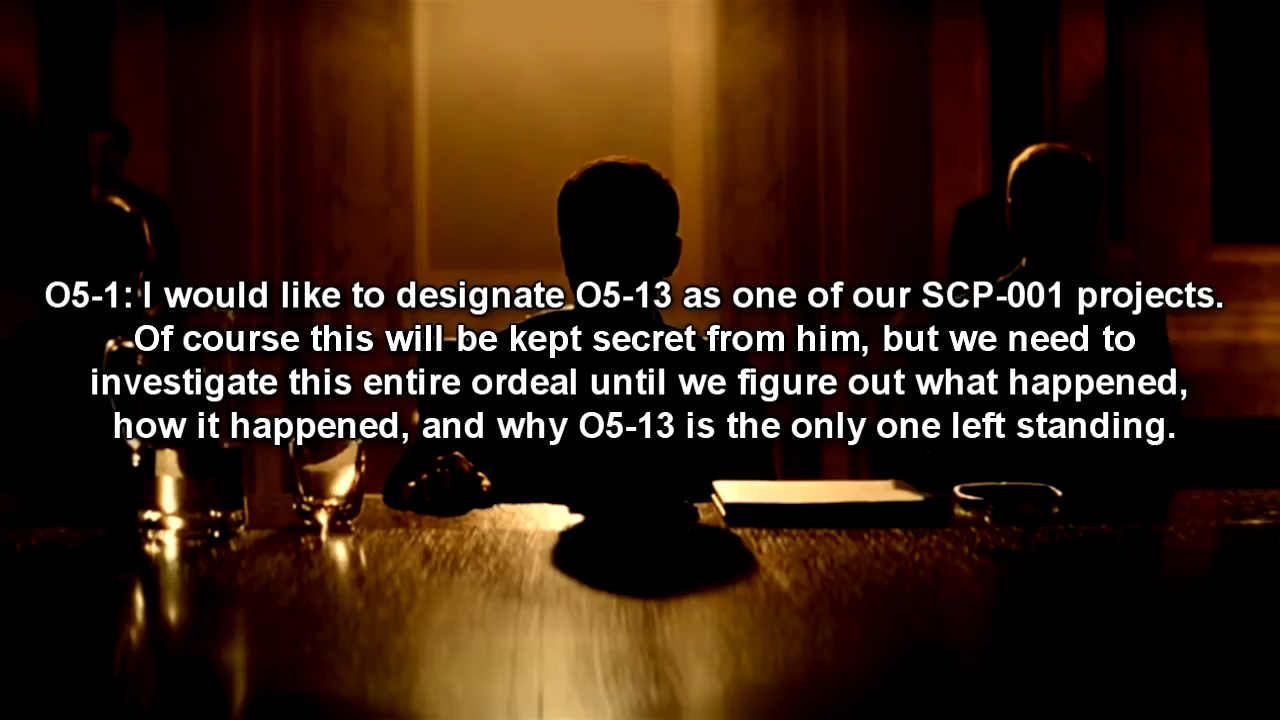 O5-1: I would like to designate O5-13 as one of our SCP-001 projects.
Of course this will be kept secret from him, but we need to
investigate this entire ordeal until we figure out what happened,
how it happened, and why O5-13 is the only one left standing.